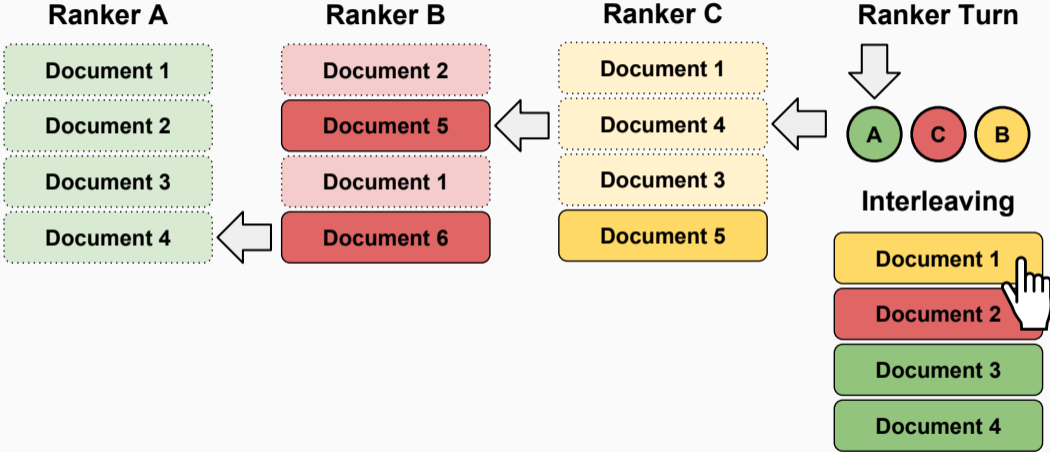 Ranker A
Document 1
Document 2
Document 3
Document 4
Ranker B
Document 2
Document 5
Document 1
Document 6
Ranker C
Document 1
Document 4
Document 3
Document 5
Ranker Turn
A C B
Interleaving
Document 1
Document 2
Document 3
Document 4